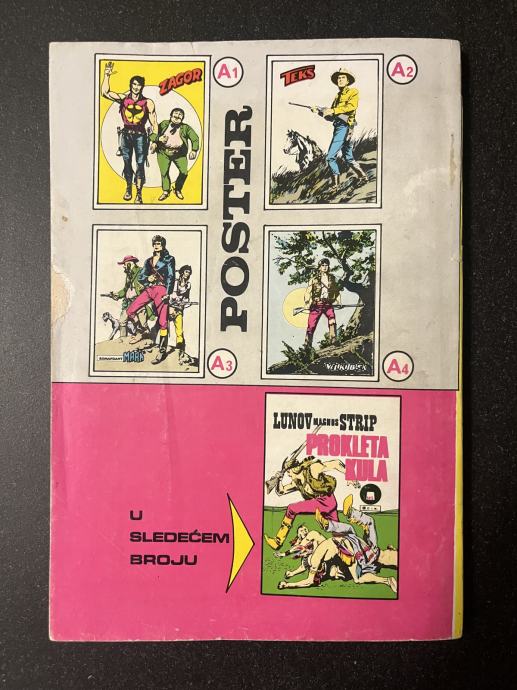 ZAGOR
A1
TEKS
A2
POSTER
KOMANDANT MARK
A3
A4
LUNOV MAGNUS STRIP
PROKLETA
KULA
U
SLEDEĆEM
BROJU